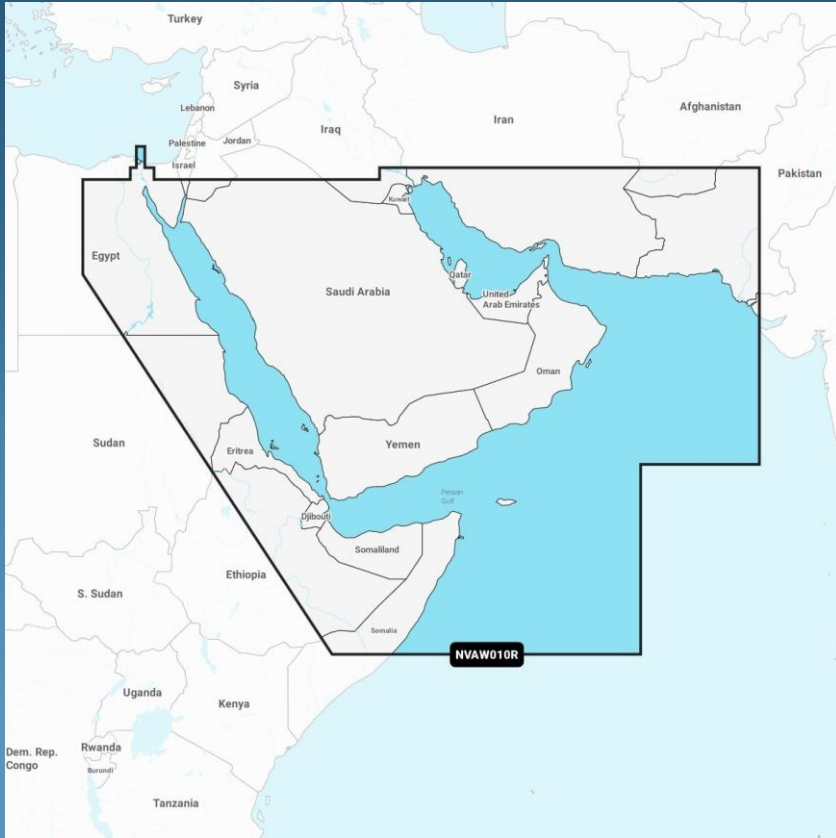 Turkey
Syria
Lebanon
Afghanistan
Iraq
Iran
Palestine
Jordan
Israel
Pakistan
Kuwait
Egypt
Qatar
Saudi Arabia
United
Arab Emirates
Oman
Sudan
Yemen
Eritrea
Persian
Gulf
Djibouti
Somaliland
Ethiopia
S. Sudan
Somalia
NVAW010R
Uganda
Kenya
Rwanda
Dem. Rep.
Congo
Burundi
Tanzania